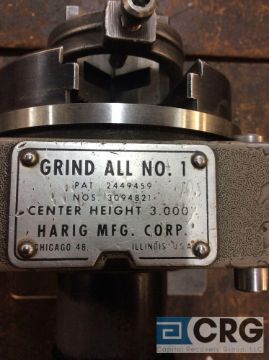 GRIND ALL NO. 1
PAT. 2449459
NOS. 3094821
CENTER HEIGHT 3.000"
HARIG MFG. CORP.
CHICAGO 48, ILLINOIS USA
CRG
Capital Recovery Group, LLC